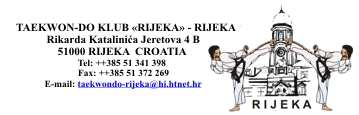 TAEKWON-DO KLUB «RIJEKA» - RIJEKA
Rikarda Katalinića Jeretova 4 B
51000 RIJEKA CROATIA
Tel: ++385 51 341 398
Fax: ++385 51 372 269
E-mail: taekwondo-rijeka@hi.htnet.hr
RIJEKA